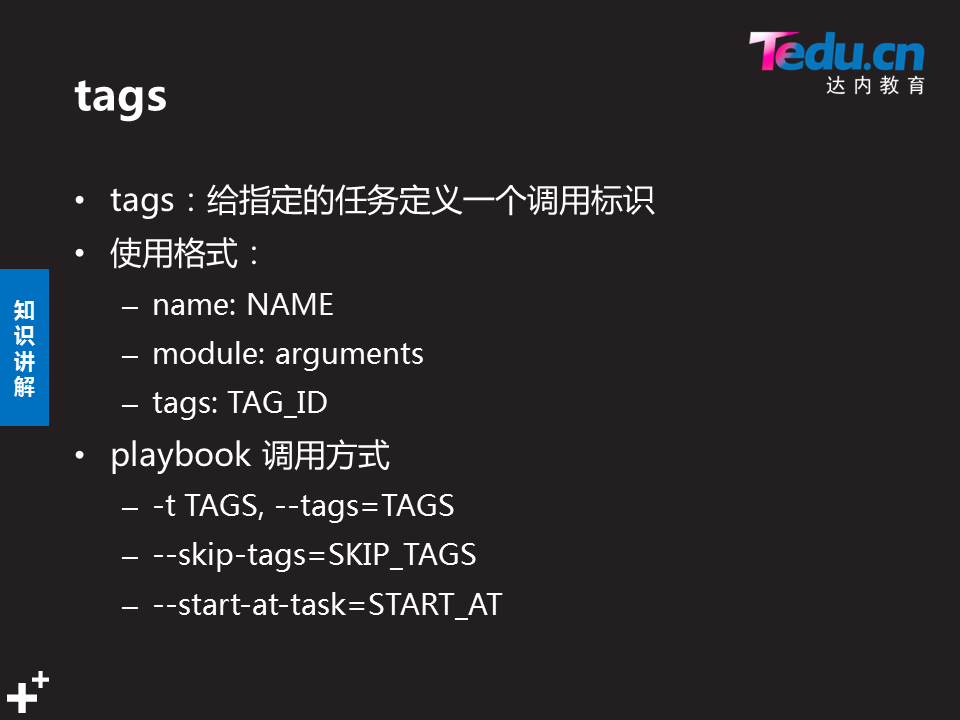 Tedu.cn
达内教育
tags
• tags：给指定的任务定义一个调用标识
• 使用格式：
– name: NAME
– module: arguments
– tags: TAG_ID
• playbook 调用方式
– -t TAGS, --tags=TAGS
– --skip-tags=SKIP_TAGS
– --start-at-task=START_AT
知识讲解